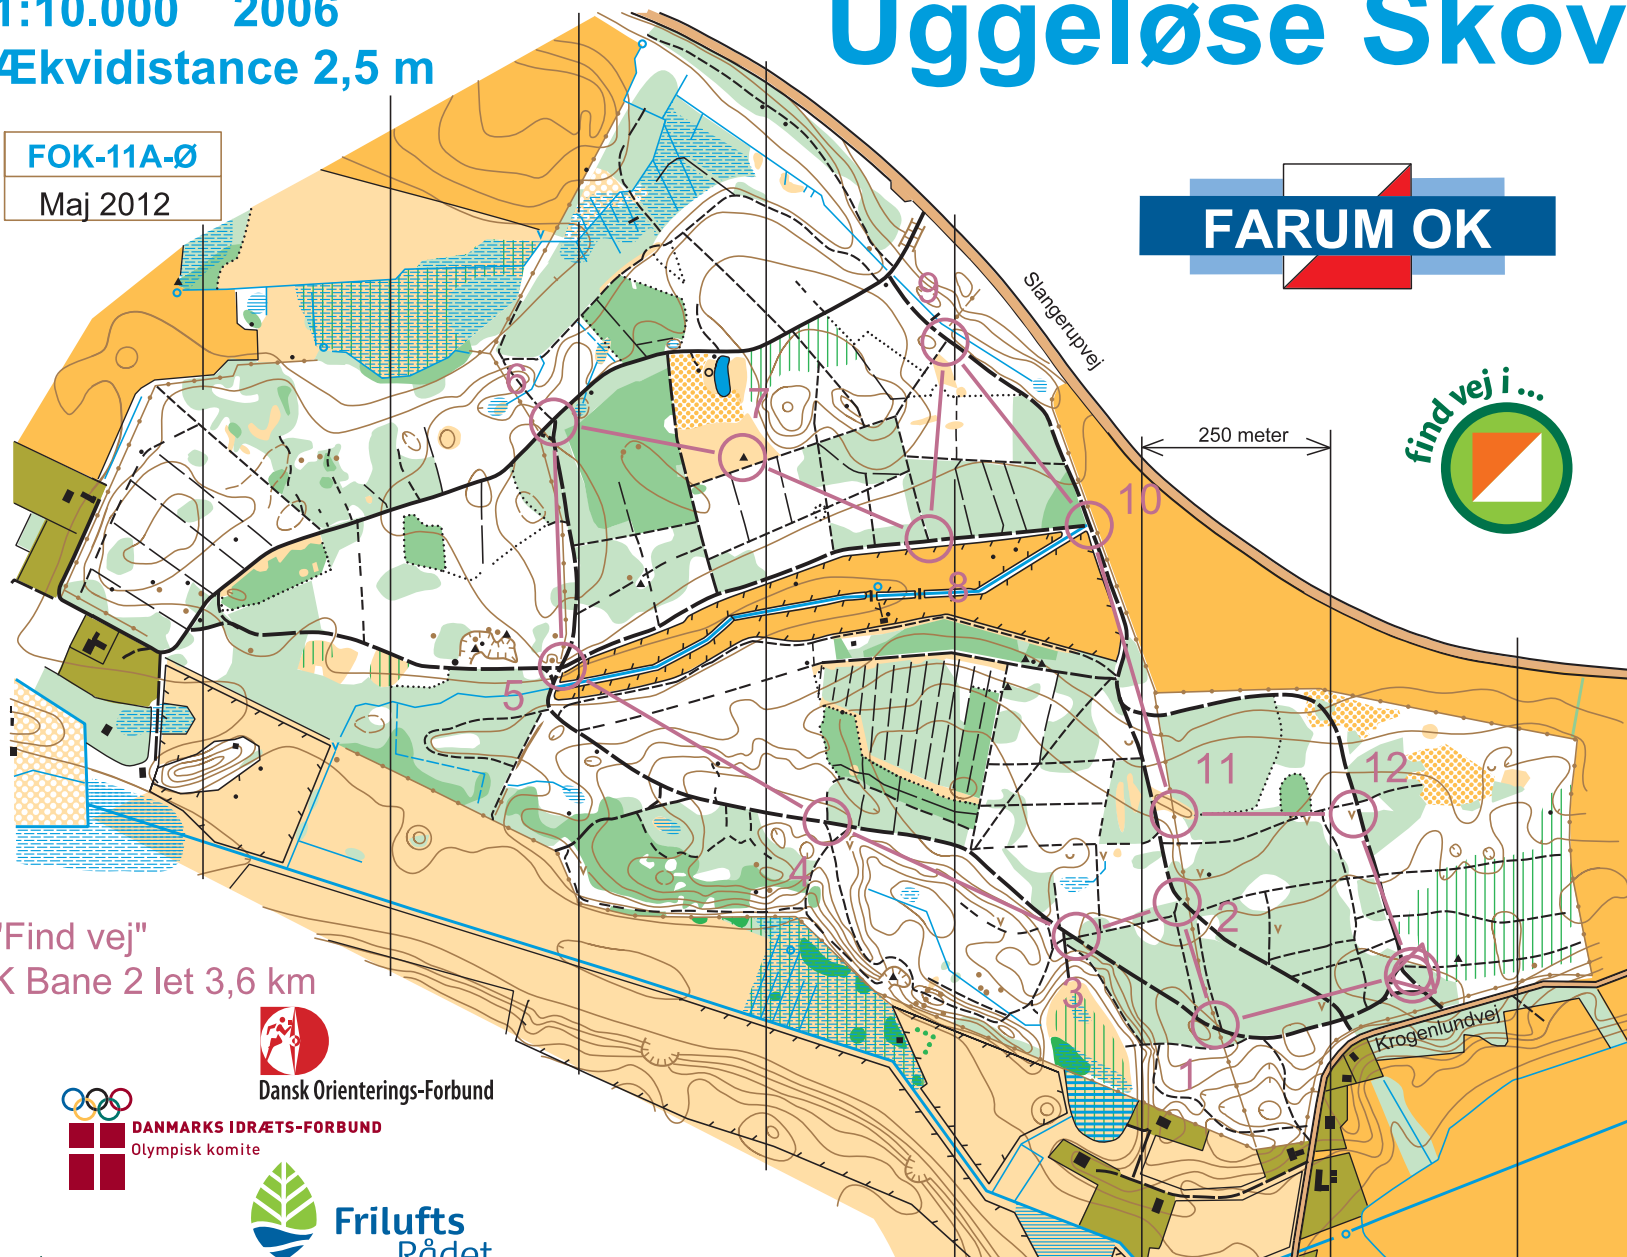 1:10.000 2006
Uggeløse Skov
Ækvidistance 2,5 m
FOK-11A-Ø
Maj 2012
FARUM OK
Slangerupvej
find vej i ...
250 meter
9
6
7
10
8
5
11
12
4
2
3
1
Krogenlundvej
"Find vej"
K Bane 2 let 3,6 km
Dansk Orienterings-Forbund
DANMARKS IDRÆTS-FORBUND
Olympisk komite
Frilufts
Rådet